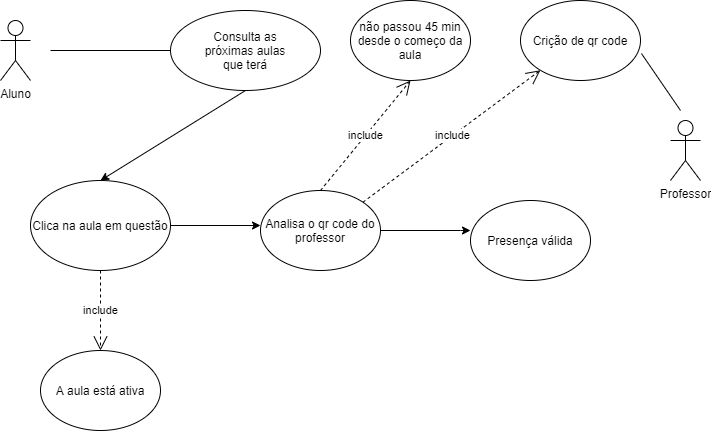 Consulta as
próximas aulas
que terá
não passou 45 min
desde o começo da
aula
Crição de qr code
Aluno
include
include
Professor
Clica na aula em questão
Analisa o qr code do
professor
Presença válida
include
A aula está ativa